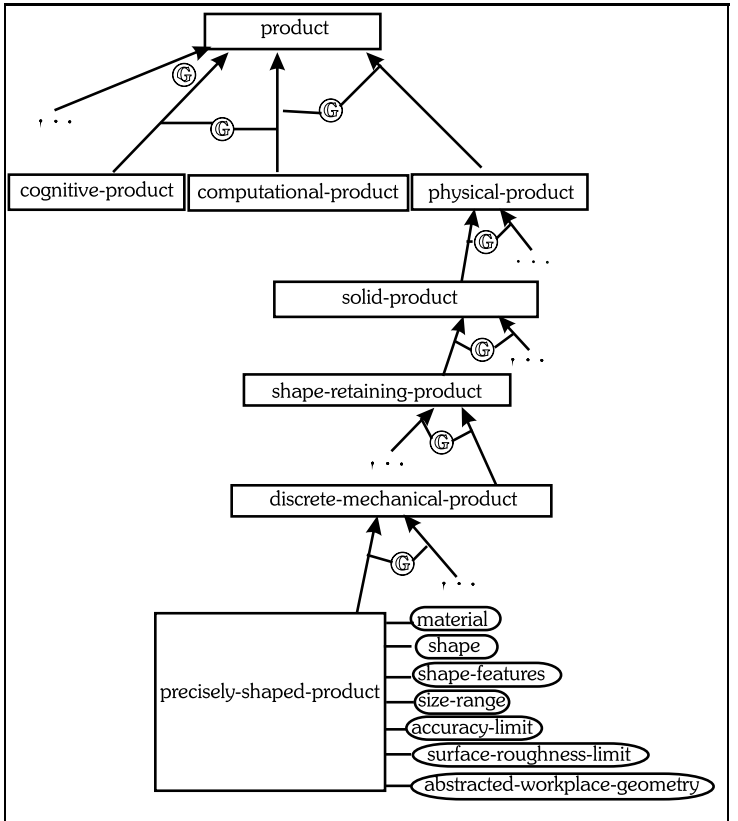 product
𝔾
. . .
𝔾
𝔾
cognitive-product
computational-product
physical-product
𝔾
. . .
solid-product
𝔾
. . .
shape-retaining-product
𝔾
. . .
discrete-mechanical-product
𝔾
. . .
precisely-shaped-product
material
shape
shape-features
size-range
accuracy-limit
surface-roughness-limit
abstracted-workplace-geometry